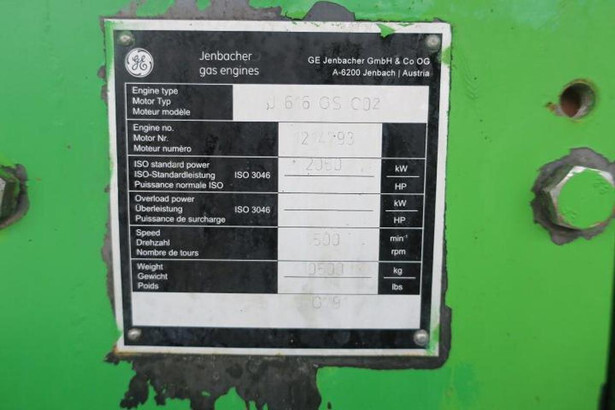 GE
Jenbacher
gas engines
GE Jenbacher GmbH & Co OG
A-6200 Jenbach | Austria
Engine type
Motor Typ
Moteur modèle
J 616 GS C02
Engine no.
Motor Nr.
Moteur numéro
ISO standard power
ISO-Standardleistung ISO 3046
Puissance normale ISO
kW
HP
Overload power
Überleistung ISO 3046
Puissance de surcharge
kW
HP
Speed
Drehzahl
Nombre de tours
min⁻¹
rpm
Weight
Gewicht
Poids
kg
lbs